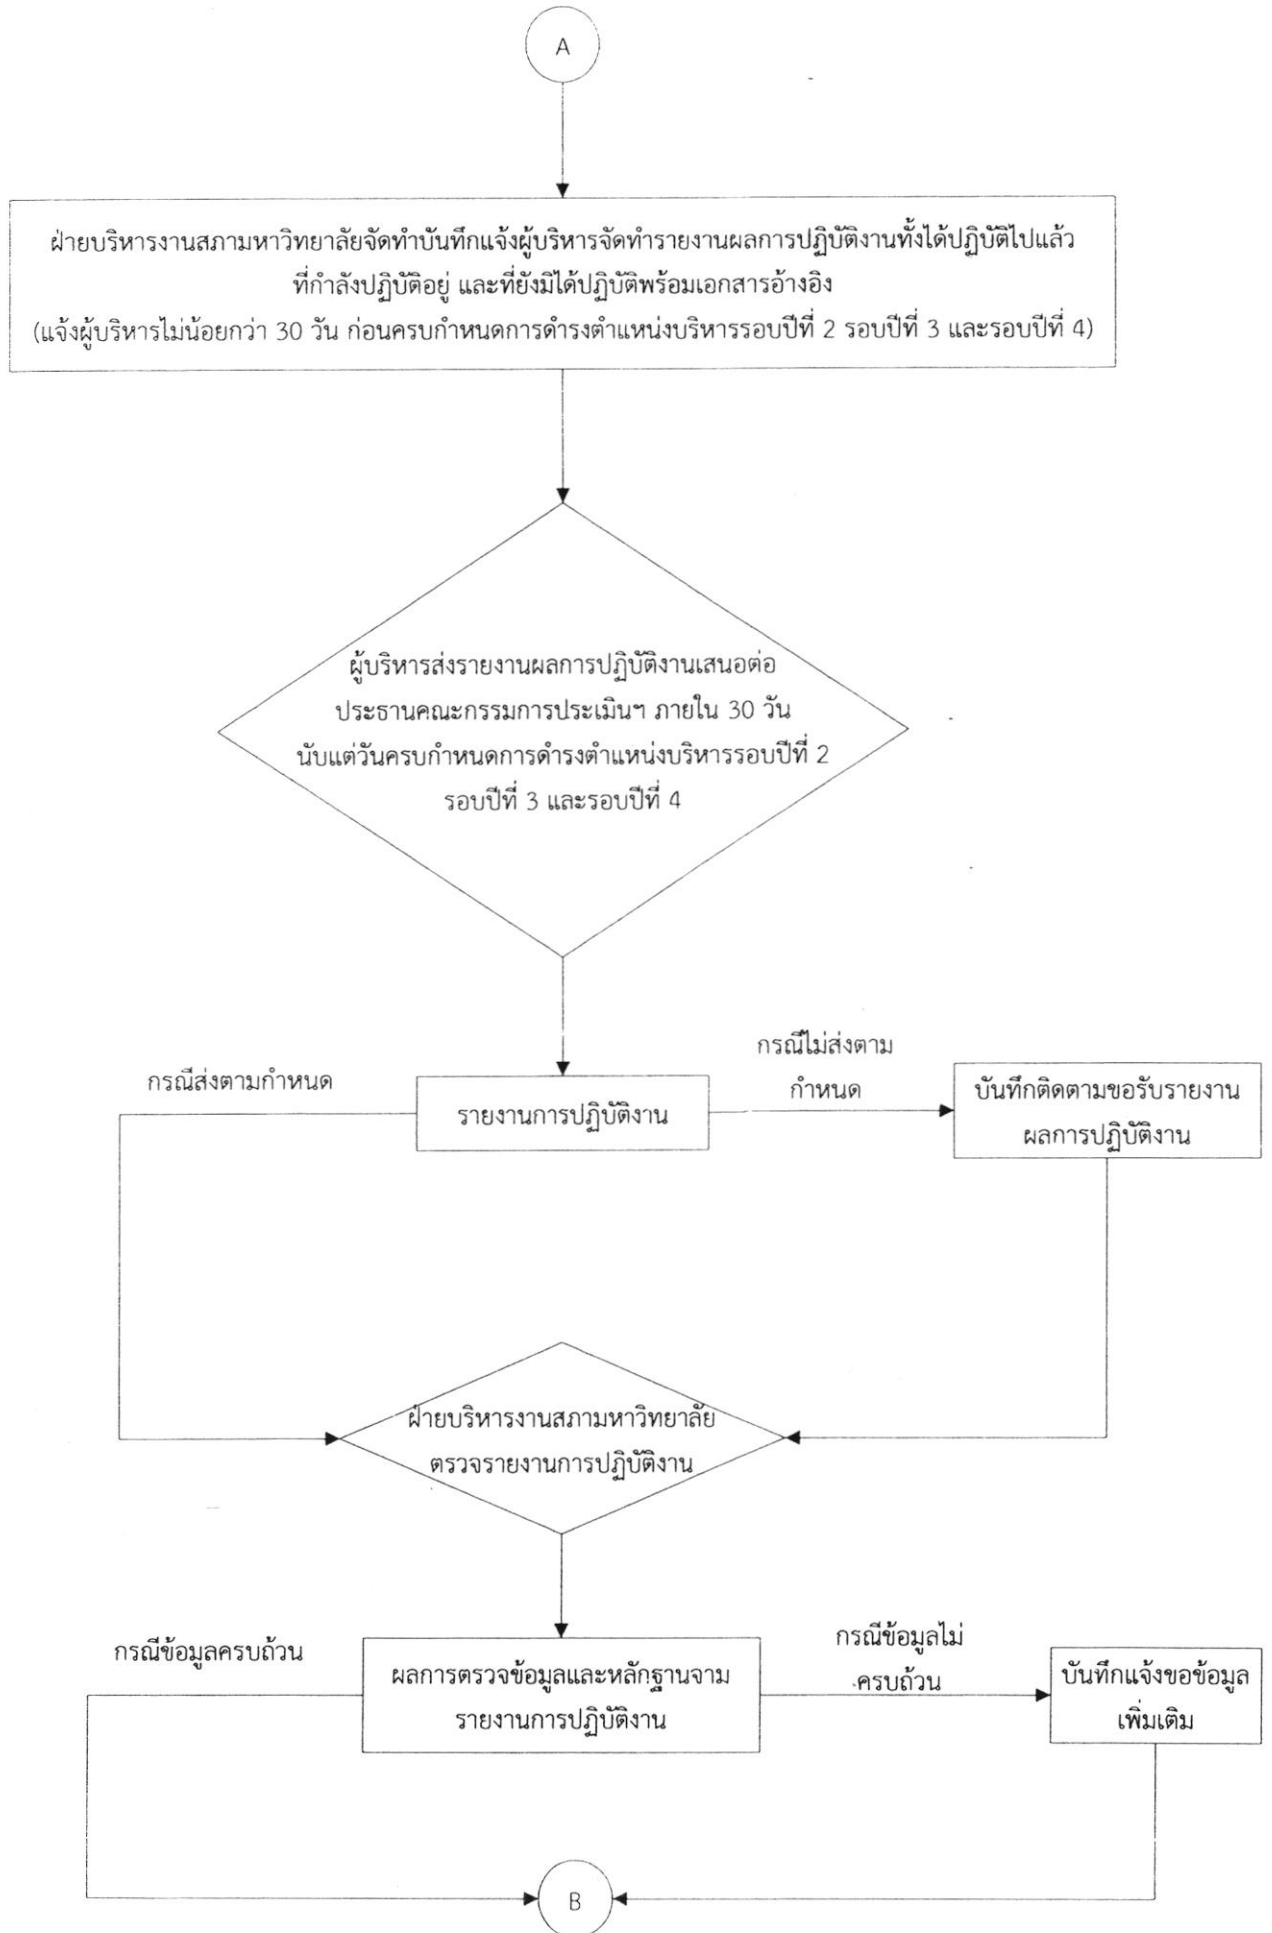 A
ฝ่ายบริหารงานสภามหาวิทยาลัยจัดทำบันทึกแจ้งผู้บริหารจัดทำรายงานผลการปฏิบัติงานทั้งได้ปฏิบัติไปแล้ว
ที่กำลังปฏิบัติอยู่ และที่ยังมิได้ปฏิบัติพร้อมเอกสารอ้างอิง
(แจ้งผู้บริหารไม่น้อยกว่า 30 วัน ก่อนครบกำหนดการดำรงตำแหน่งบริหารรอบปีที่ 2 รอบปีที่ 3 และรอบปีที่ 4)
ผู้บริหารส่งรายงานผลการปฏิบัติงานเสนอต่อ
ประธานคณะกรรมการประเมินฯ ภายใน 30 วัน
นับแต่วันครบกำหนดการดำรงตำแหน่งบริหารรอบปีที่ 2
รอบปีที่ 3 และรอบปีที่ 4
กรณีส่งตามกำหนด
รายงานการปฏิบัติงาน
กรณีไม่ส่งตาม
กำหนด
บันทึกติดตามขอรับรายงาน
ผลการปฏิบัติงาน
ฝ่ายบริหารงานสภามหาวิทยาลัย
ตรวจรายงานการปฏิบัติงาน
กรณีข้อมูลครบถ้วน
ผลการตรวจข้อมูลและหลักฐานจาม
รายงานการปฏิบัติงาน
กรณีข้อมูลไม่
ครบถ้วน
บันทึกแจ้งขอข้อมูล
เพิ่มเติม
B